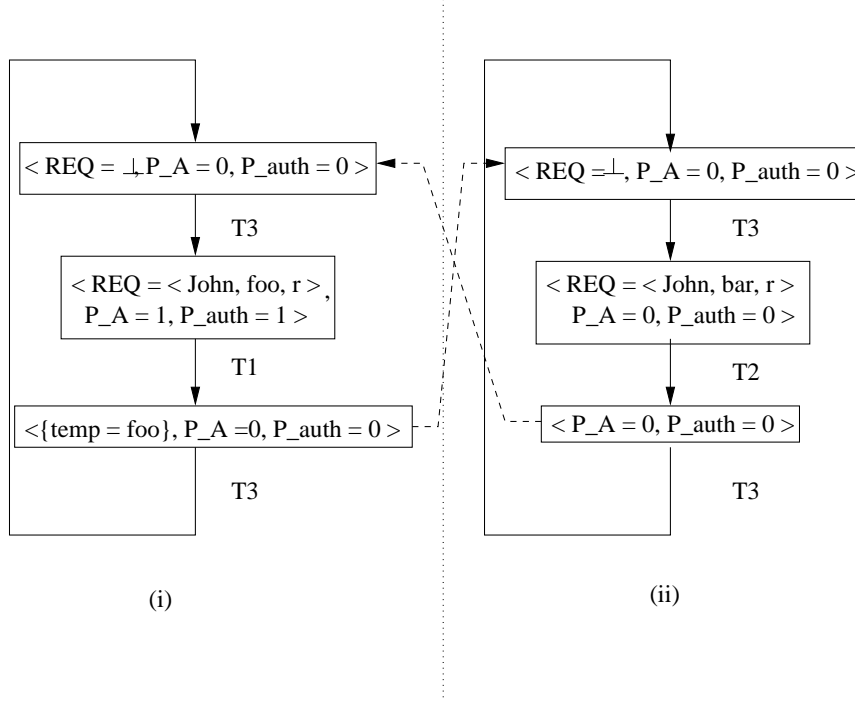 < REQ = ⊥, P_A = 0, P_auth = 0 >
T3
< REQ = < John, foo, r >,
P_A = 1, P_auth = 1 >
T1
<{temp = foo}, P_A =0, P_auth = 0 >
T3
(i)
< REQ =⊥, P_A = 0, P_auth = 0 >
T3
< REQ = < John, bar, r >
P_A = 0, P_auth = 0 >
T2
< P_A = 0, P_auth = 0 >
T3
(ii)